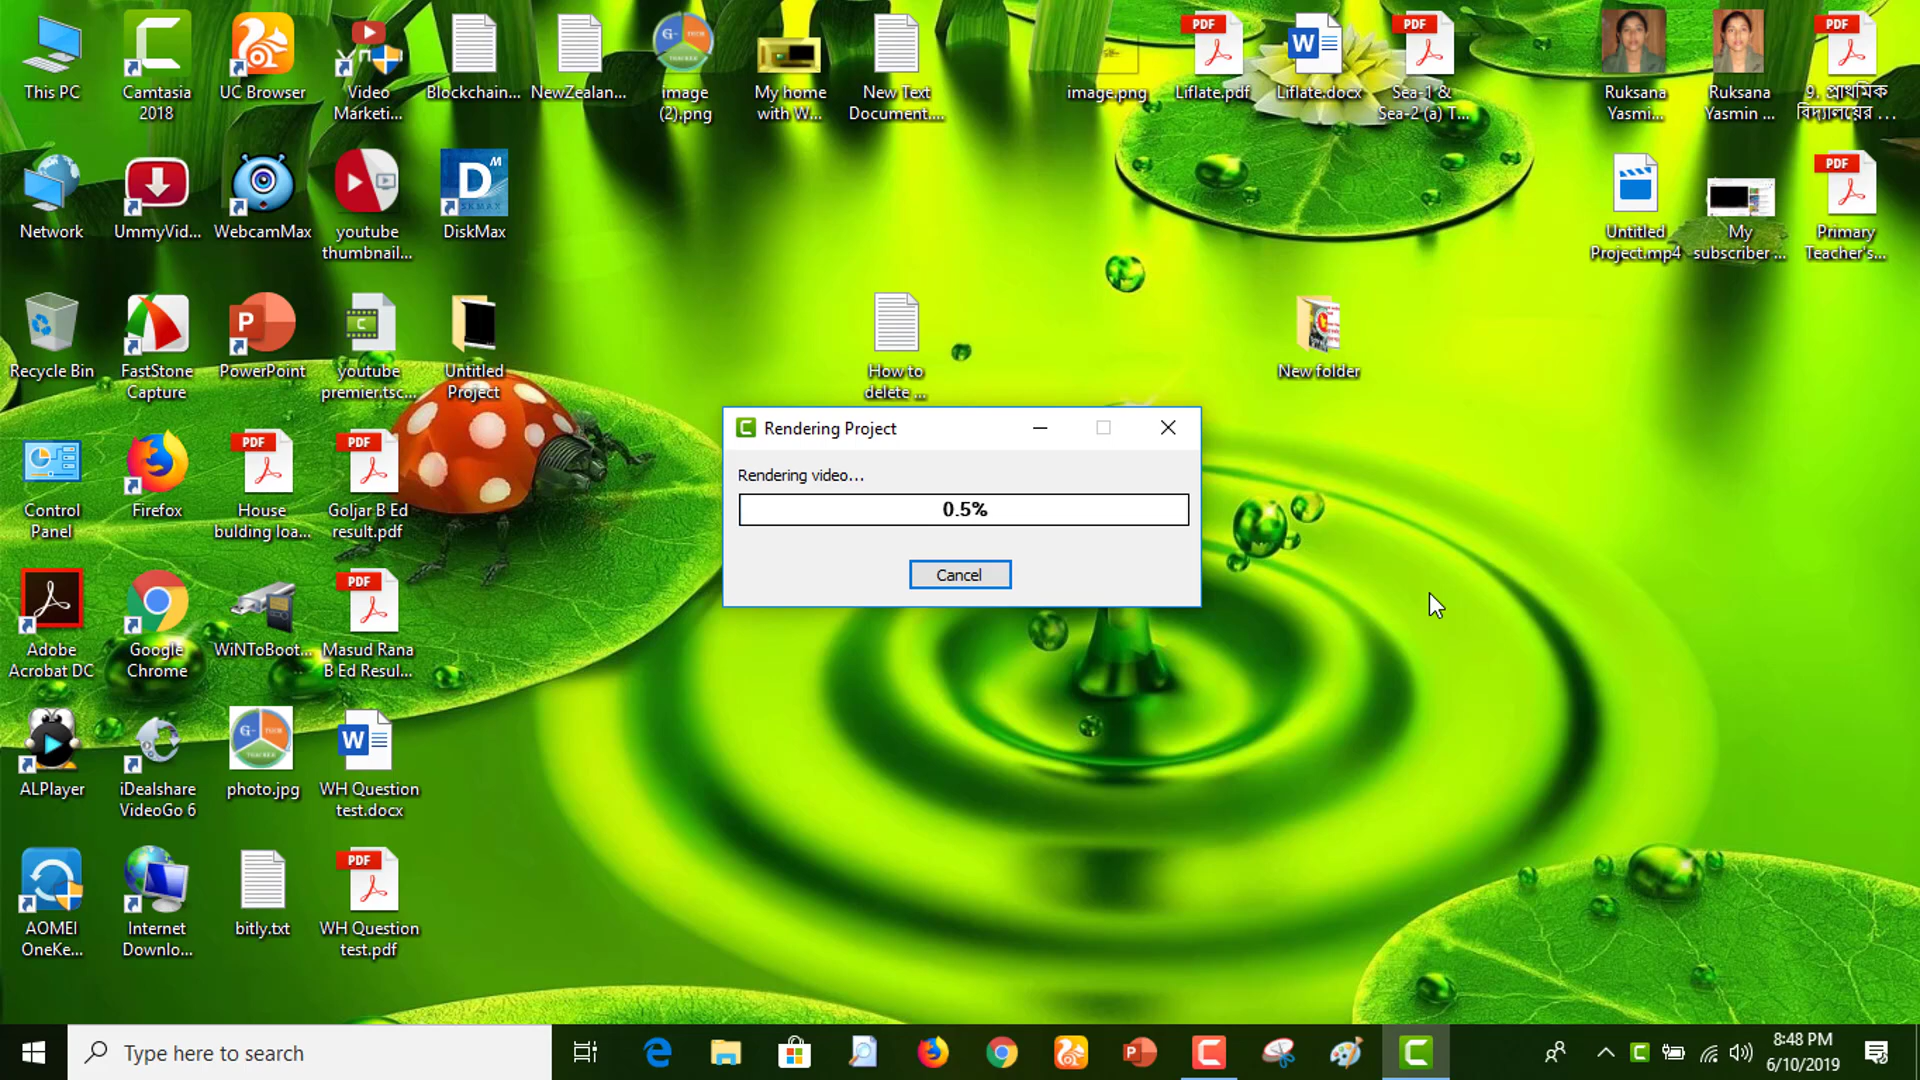 This PC
Camtasia
2018
UC Browser
Video
Marketi...
Blockchain...
NewZealan...
image
(2).png
My home
with W...
New Text
Document....
image.png
Liflate.pdf
Liflate.docx
Sea-1 &
Sea-2 (a) T...
Ruksana
Yasmi...
Ruksana
Yasmin ...
9. প্রাথমিক
বিদ্যালয়ের ...
Network
UmmyVid...
WebcamMax
youtube
thumbnail...
DiskMax
Untitled
Project.mp4
My
subscriber ...
Primary
Teacher's...
Recycle Bin
FastStone
Capture
PowerPoint
youtube
premier.tsc...
Untitled
Project
How to
delete ...
New folder
Rendering Project
Rendering video...
0.5%
Cancel
Control
Panel
Firefox
House
bulding loa...
Goljar B Ed
result.pdf
Adobe
Acrobat DC
Google
Chrome
WiNToBoot...
Masud Rana
B Ed Resul...
ALPlayer
iDealshare
VideoGo 6
photo.jpg
WH Question
test.docx
AOMEI
OneKe...
Internet
Downlo...
bitly.txt
WH Question
test.pdf
Type here to search
8:48 PM
6/10/2019